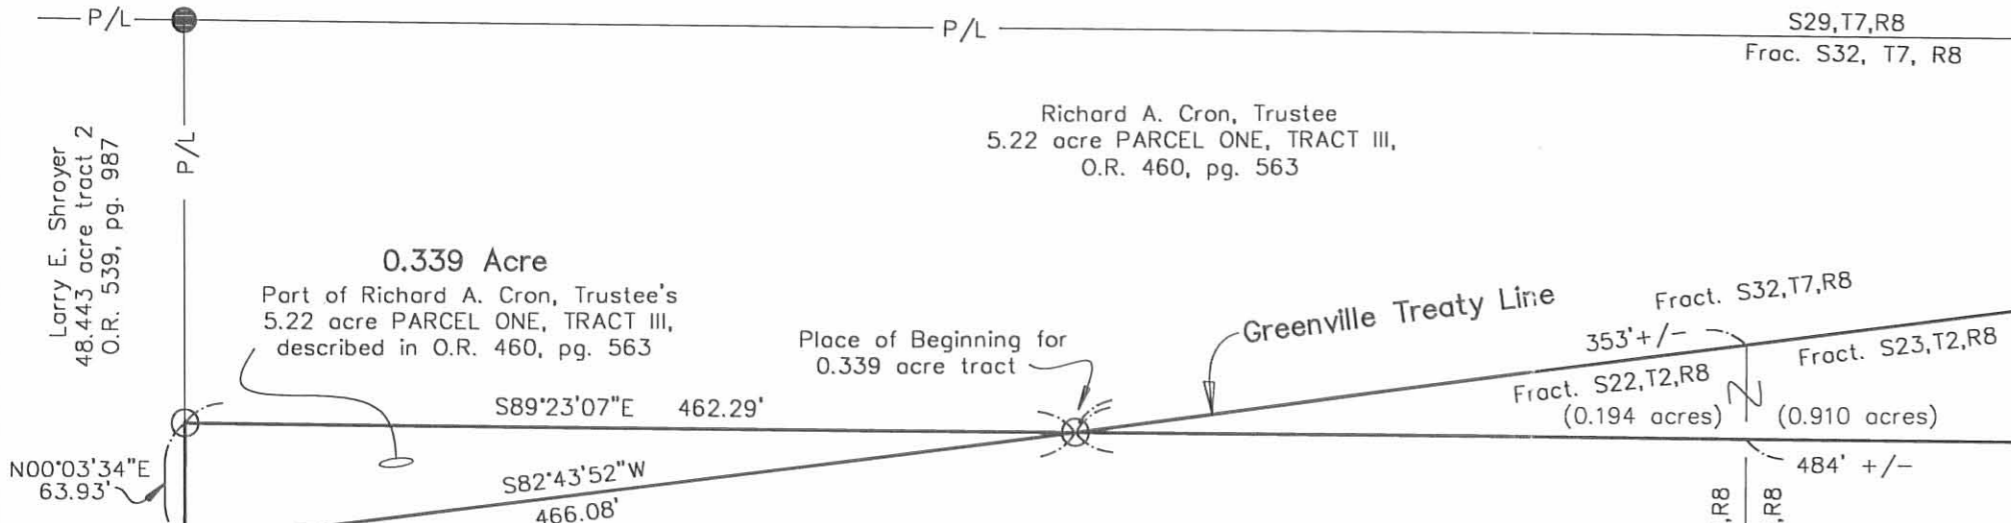 P/L
P/L
S29,T7,R8
Frac. S32, T7, R8
P/L
Larry E. Shroyer
48.443 acre tract 2
O.R. 539, pg. 987
Richard A. Cron, Trustee
5.22 acre PARCEL ONE, TRACT III,
O.R. 460, pg. 563
0.339 Acre
Part of Richard A. Cron, Trustee's
5.22 acre PARCEL ONE, TRACT III,
described in O.R. 460, pg. 563
Place of Beginning for
0.339 acre tract
Greenville Treaty Line
Fract. S32,T7,R8
353'+/-
Fract. S23,T2,R8
Fract. S22,T2,R8
(0.194 acres)
(0.910 acres)
S89°23'07"E 462.29'
484' +/-
N00°03'34"E
63.93'
S82°43'52"W
466.08'
,R8
,R8